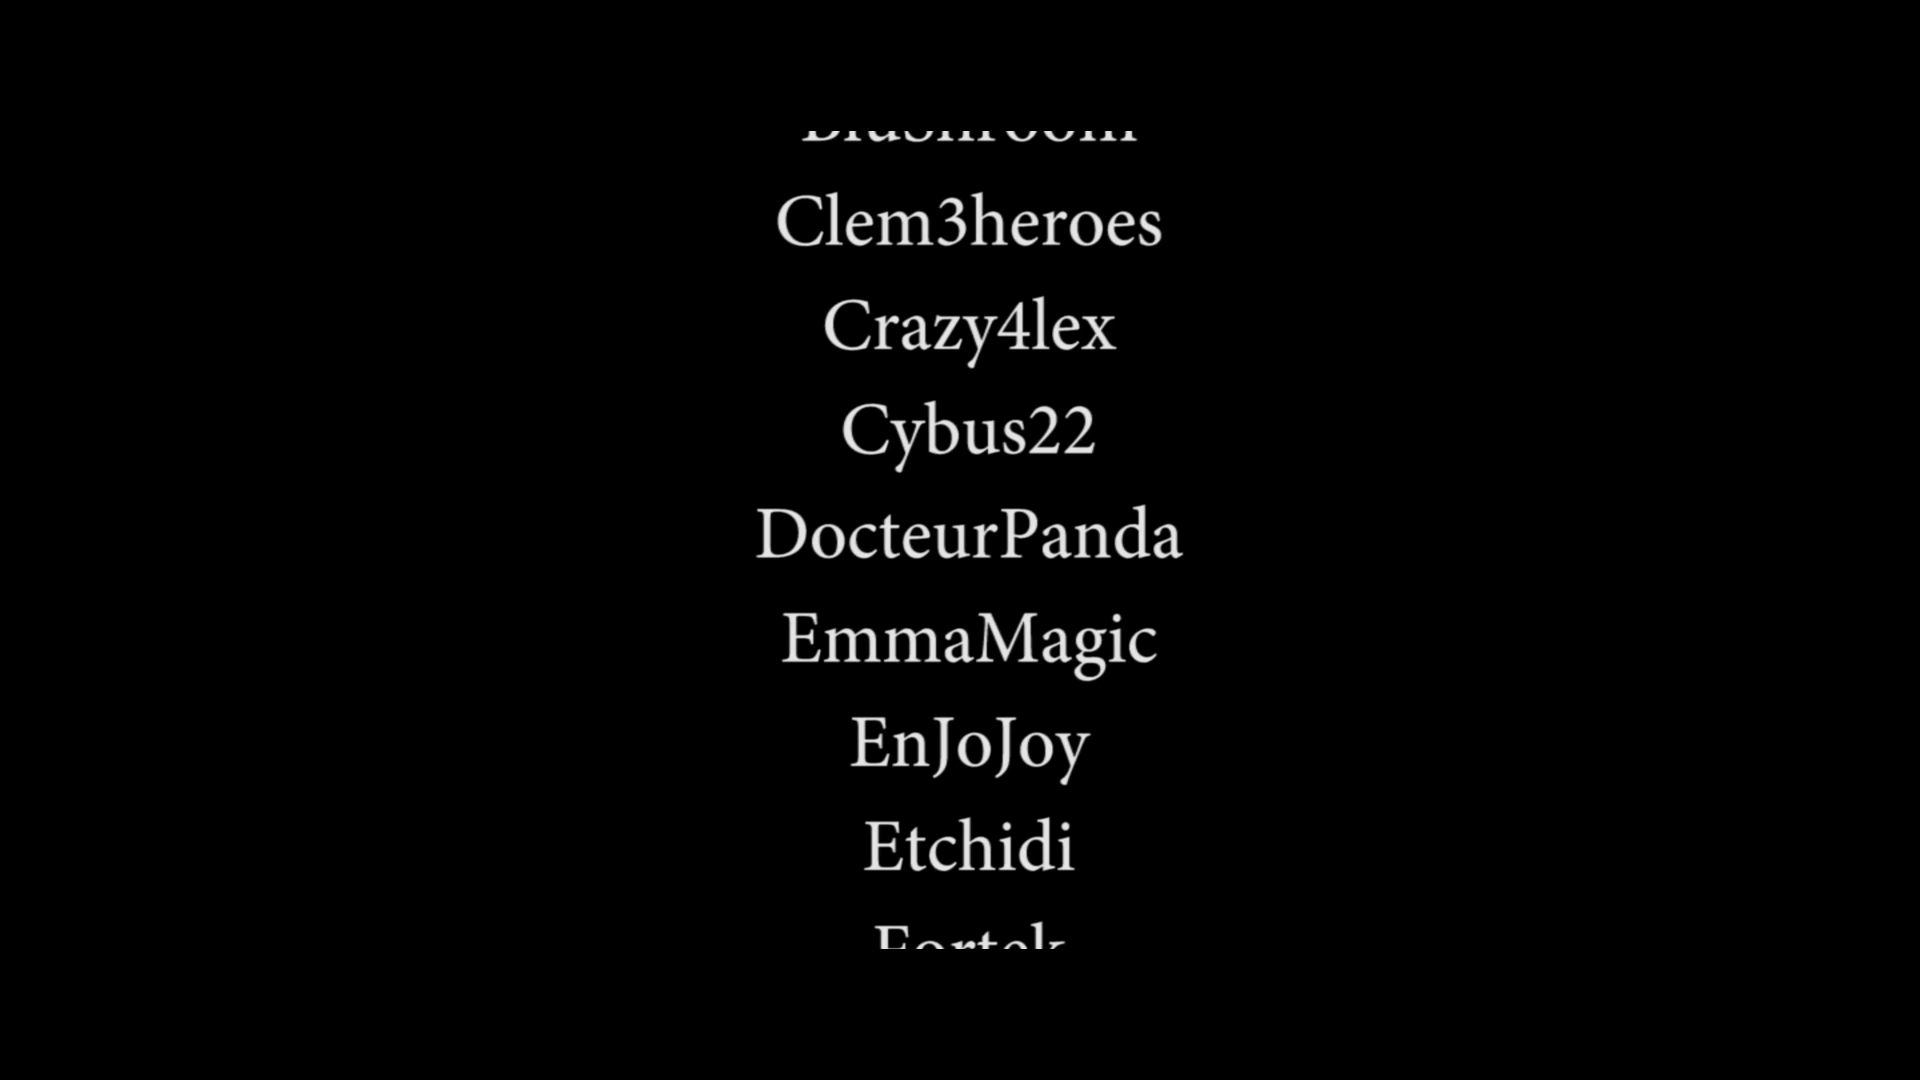 Clem3heroes
Crazy4lex
Cybus22
DocteurPanda
EmmaMagic
EnJoJoy
Etchidi